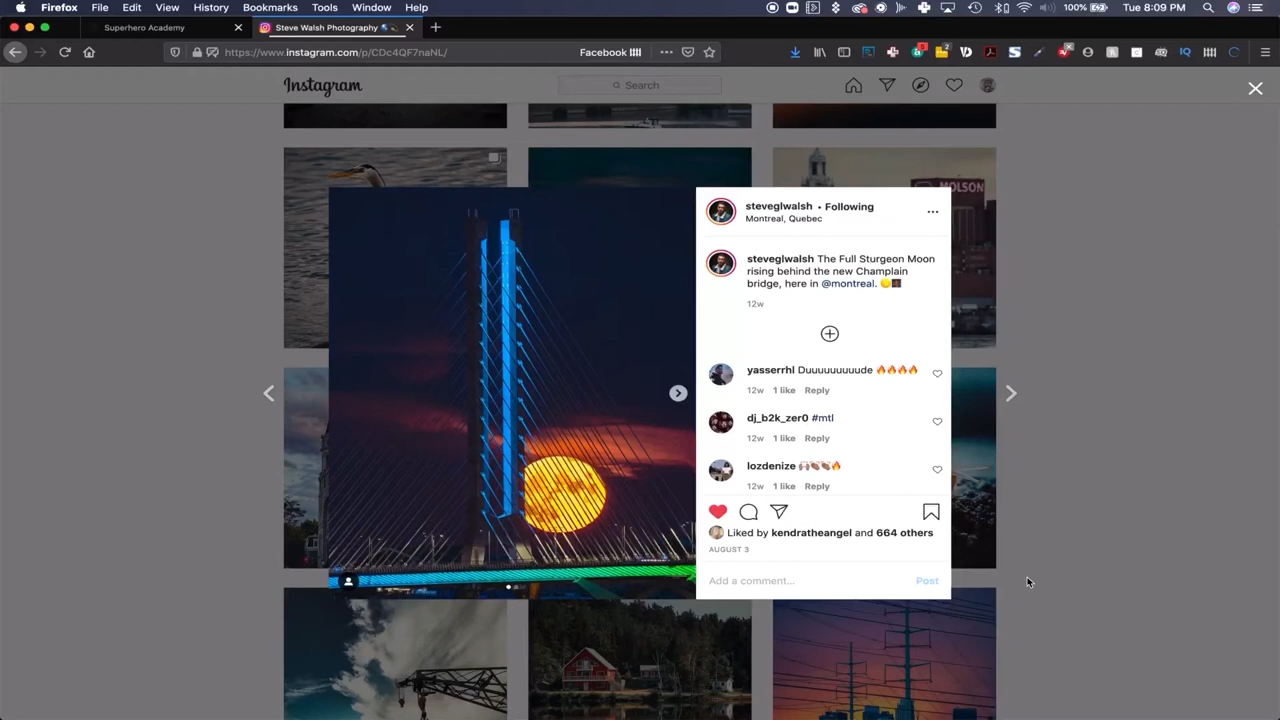 Firefox File Edit View History Bookmarks Tools Window Help 100% Tue 8:09 PM
Superhero Academy
Steve Walsh Photography
https://www.instagram.com/p/CDc4QF7naNL/
Facebook
Instagram
Search
MOLSON
steveglwalsh • Following
Montreal, Quebec
steveglwalsh The Full Sturgeon Moon
rising behind the new Champlain
bridge, here in @montreal. 🌕🌉
12w
yasserrhl Duuuuuuuuude 🔥🔥🔥🔥
12w 1 like Reply
dj_b2k_zer0 #mtl
12w 1 like Reply
lozdenize 🙌🏽👏🏽👏🏽🔥
12w 1 like Reply
Liked by kendratheangel and 664 others
AUGUST 3
Add a comment...
Post